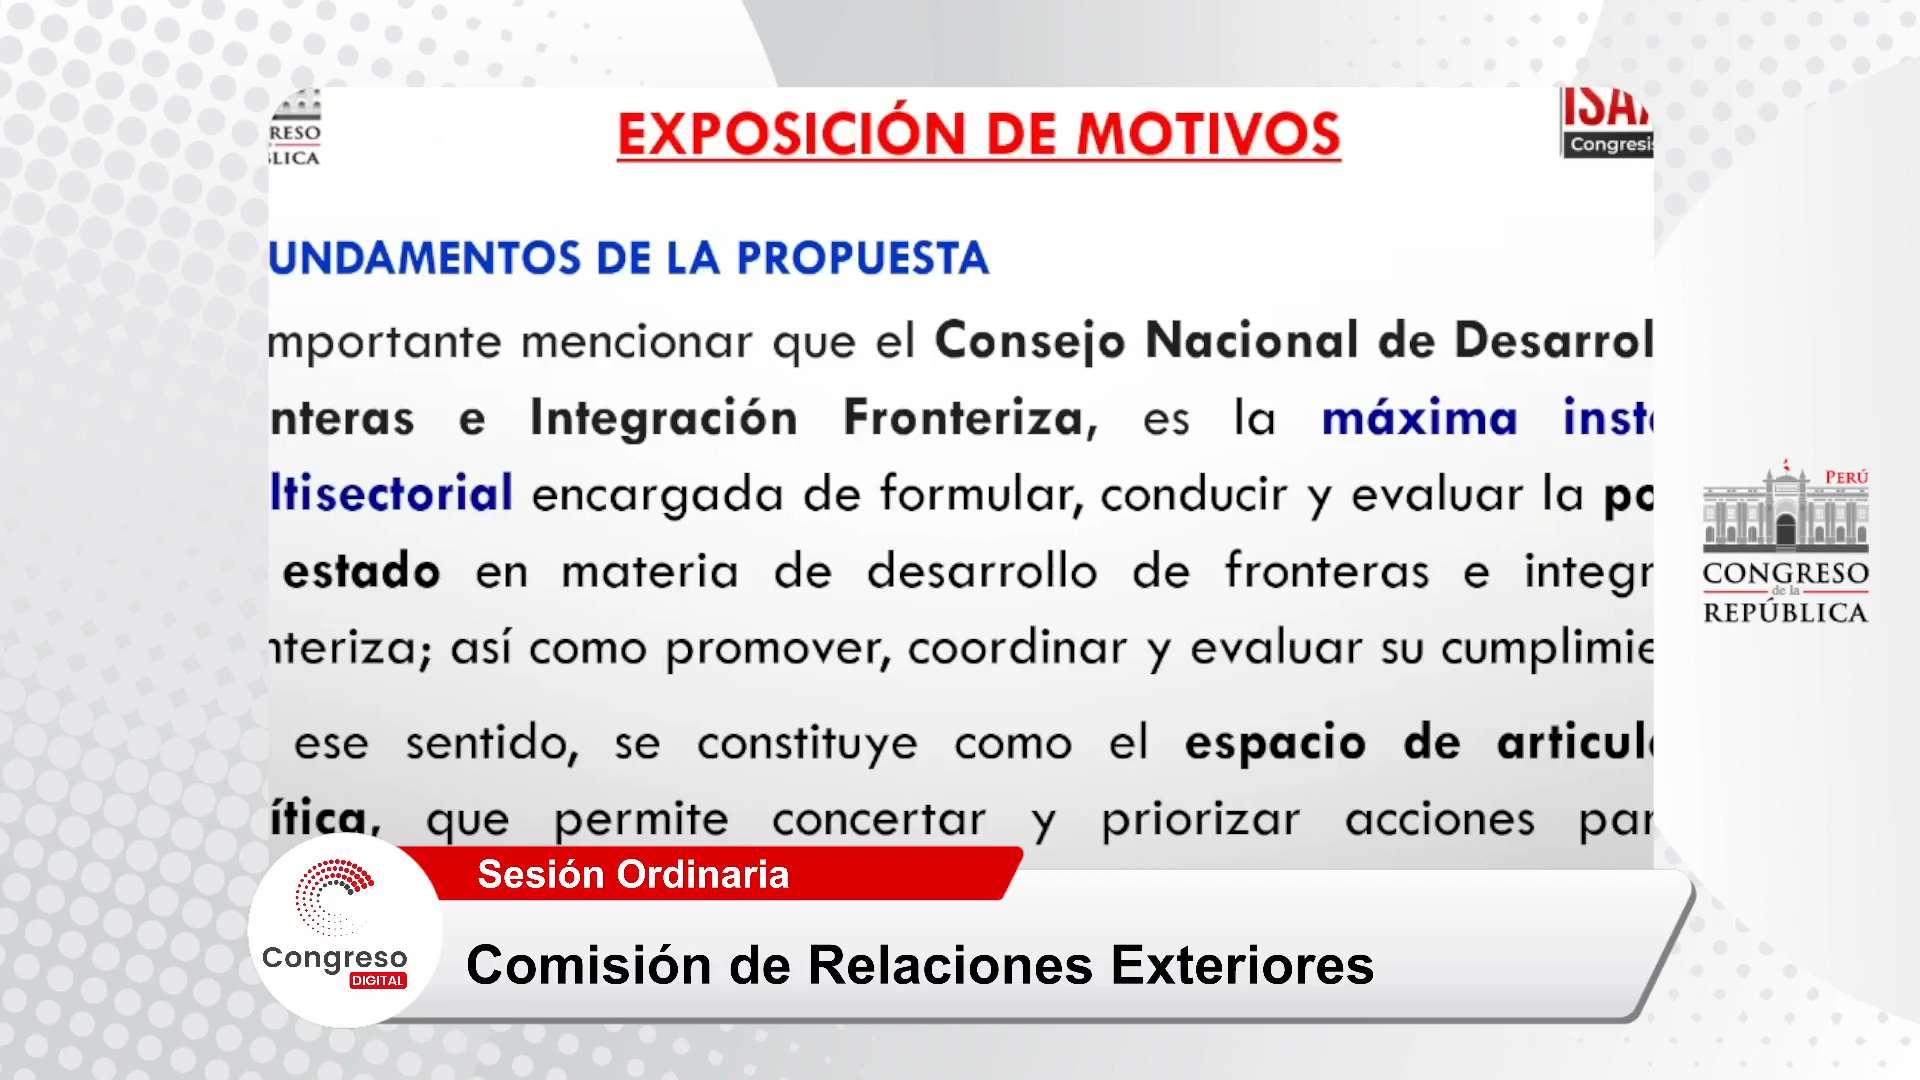 RESO
LICA
EXPOSICIÓN DE MOTIVOS
ISA
Congresis
UNDAMENTOS DE LA PROPUESTA
mportante mencionar que el Consejo Nacional de Desarrol
nteras e Integración Fronteriza, es la máxima inst
ltisectorial encargada de formular, conducir y evaluar la po
estado en materia de desarrollo de fronteras e integr
nteriza; así como promover, coordinar y evaluar su cumplimie
ese sentido, se constituye como el espacio de articul
ítica, que permite concertar y priorizar acciones par
PERÚ
CONGRESO
de la
REPÚBLICA
Sesión Ordinaria
Congreso
DIGITAL
Comisión de Relaciones Exteriores